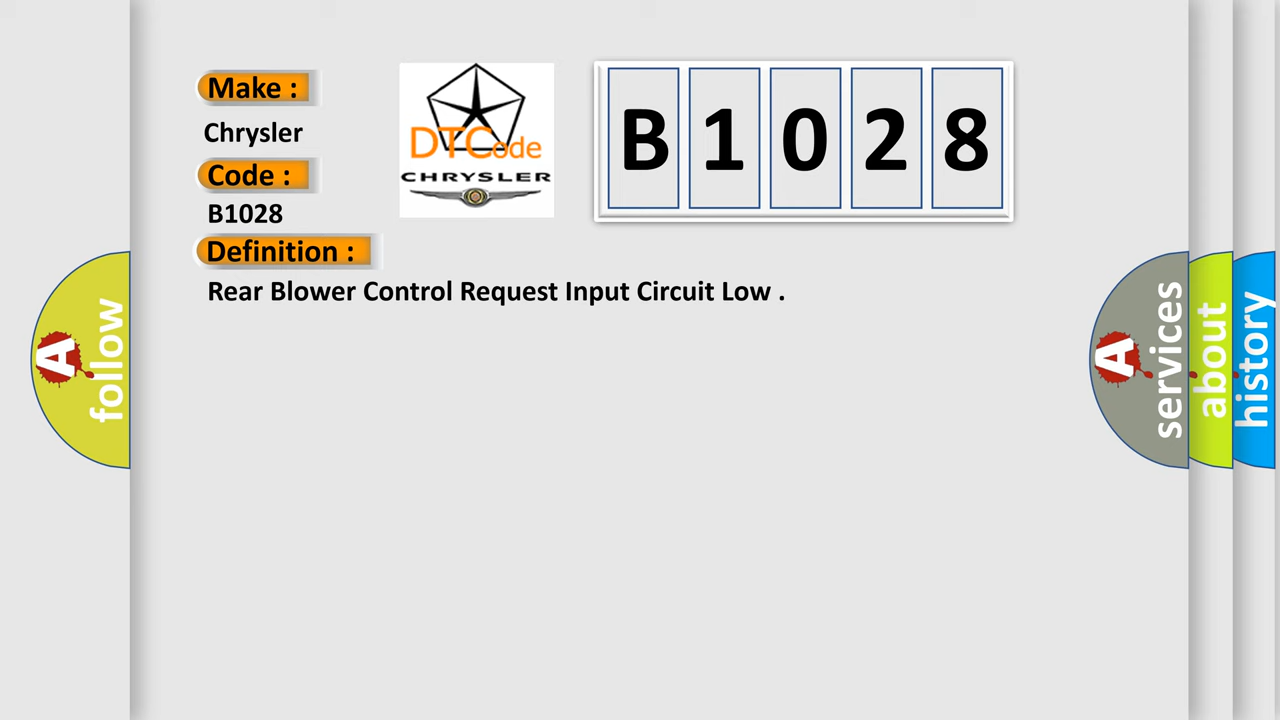 Make :
Chrysler
Code :
B1028
Definition :
Rear Blower Control Request Input Circuit Low .
DTCode
CHRYSLER
B 1 0 2 8
A follow
A services
about
history